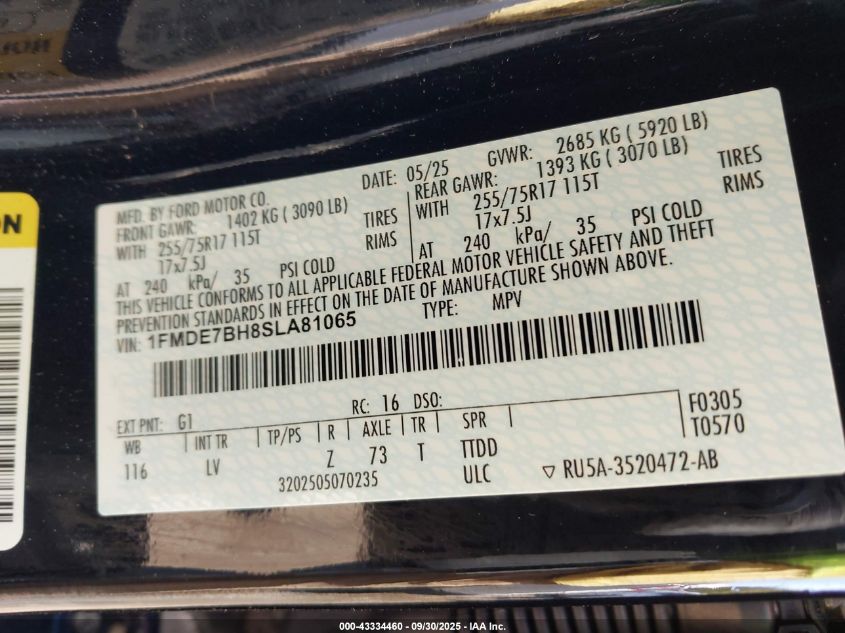 ON
MFD. BY FORD MOTOR CO.
DATE: 05/25 GVWR: 2685 KG ( 5920 LB)
FRONT GAWR: 1402 KG ( 3090 LB)
WITH 255/75R17 115T TIRES
17x7.5J RIMS
AT 240 kPa/ 35 PSI COLD
REAR GAWR: 1393 KG ( 3070 LB)
WITH 255/75R17 115T TIRES
17x7.5J RIMS
AT 240 kPa/ 35 PSI COLD
THIS VEHICLE CONFORMS TO ALL APPLICABLE FEDERAL MOTOR VEHICLE SAFETY AND THEFT
PREVENTION STANDARDS IN EFFECT ON THE DATE OF MANUFACTURE SHOWN ABOVE.
VIN: 1FMDE7BH8SLA81065 TYPE: MPV
EXT PNT: G1 RC: 16 DSO: F0305
WB INT TR TP/PS R AXLE TR SPR T0570
116 LV Z 73 T TTDD
3202505070235 ULC ▽ RU5A-3520472-AB
000-43334460 - 09/30/2025 - IAA Inc.